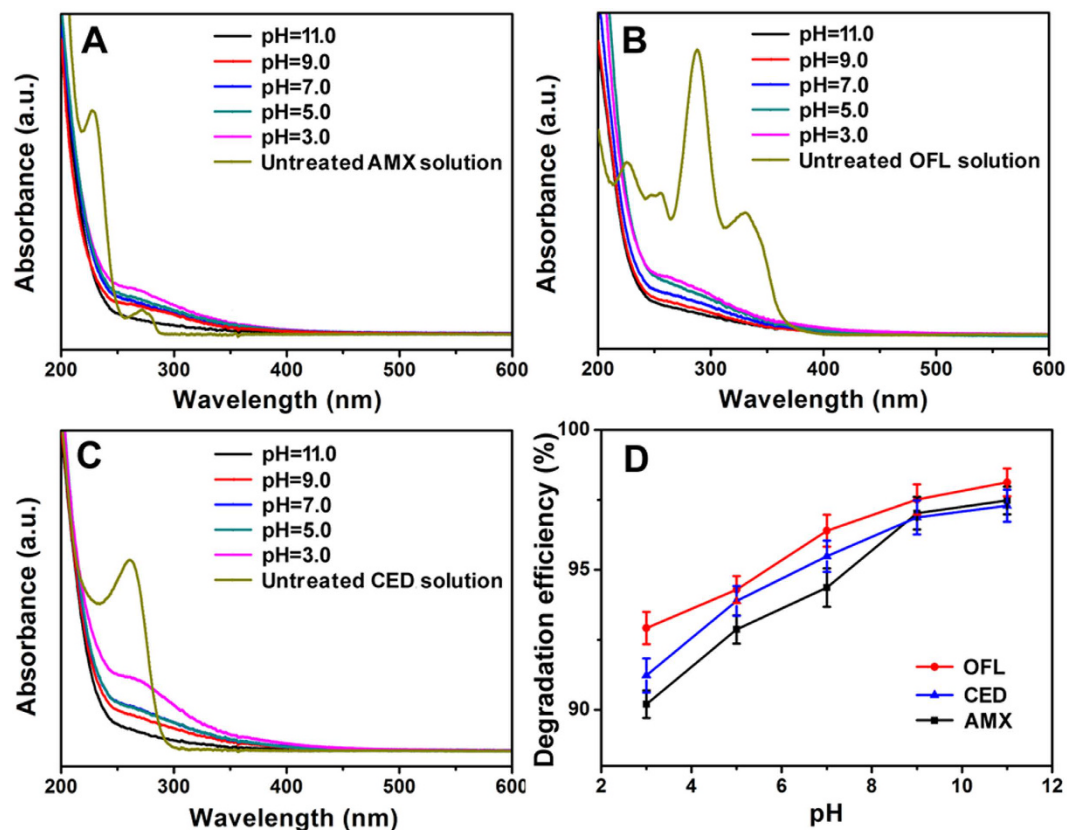 A
pH=11.0
pH=9.0
pH=7.0
pH=5.0
pH=3.0
Untreated AMX solution
Absorbance (a.u.)
200 300 400 500 600
Wavelength (nm)
B
pH=11.0
pH=9.0
pH=7.0
pH=5.0
pH=3.0
Untreated OFL solution
Absorbance (a.u.)
200 300 400 500 600
Wavelength (nm)
C
pH=11.0
pH=9.0
pH=7.0
pH=5.0
pH=3.0
Untreated CED solution
Absorbance (a.u.)
200 300 400 500 600
Wavelength (nm)
D
Degradation efficiency (%)
100
95
90
OFL
CED
AMX
2 4 6 8 10 12
pH